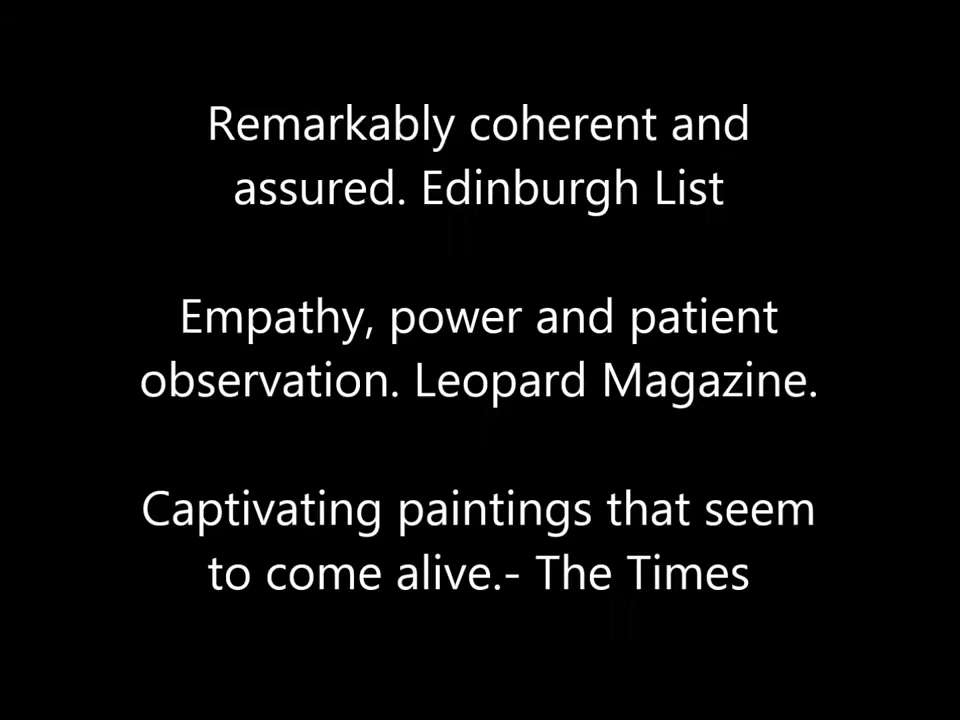 Remarkably coherent and
assured. Edinburgh List
Empathy, power and patient
observation. Leopard Magazine.
Captivating paintings that seem
to come alive.- The Times